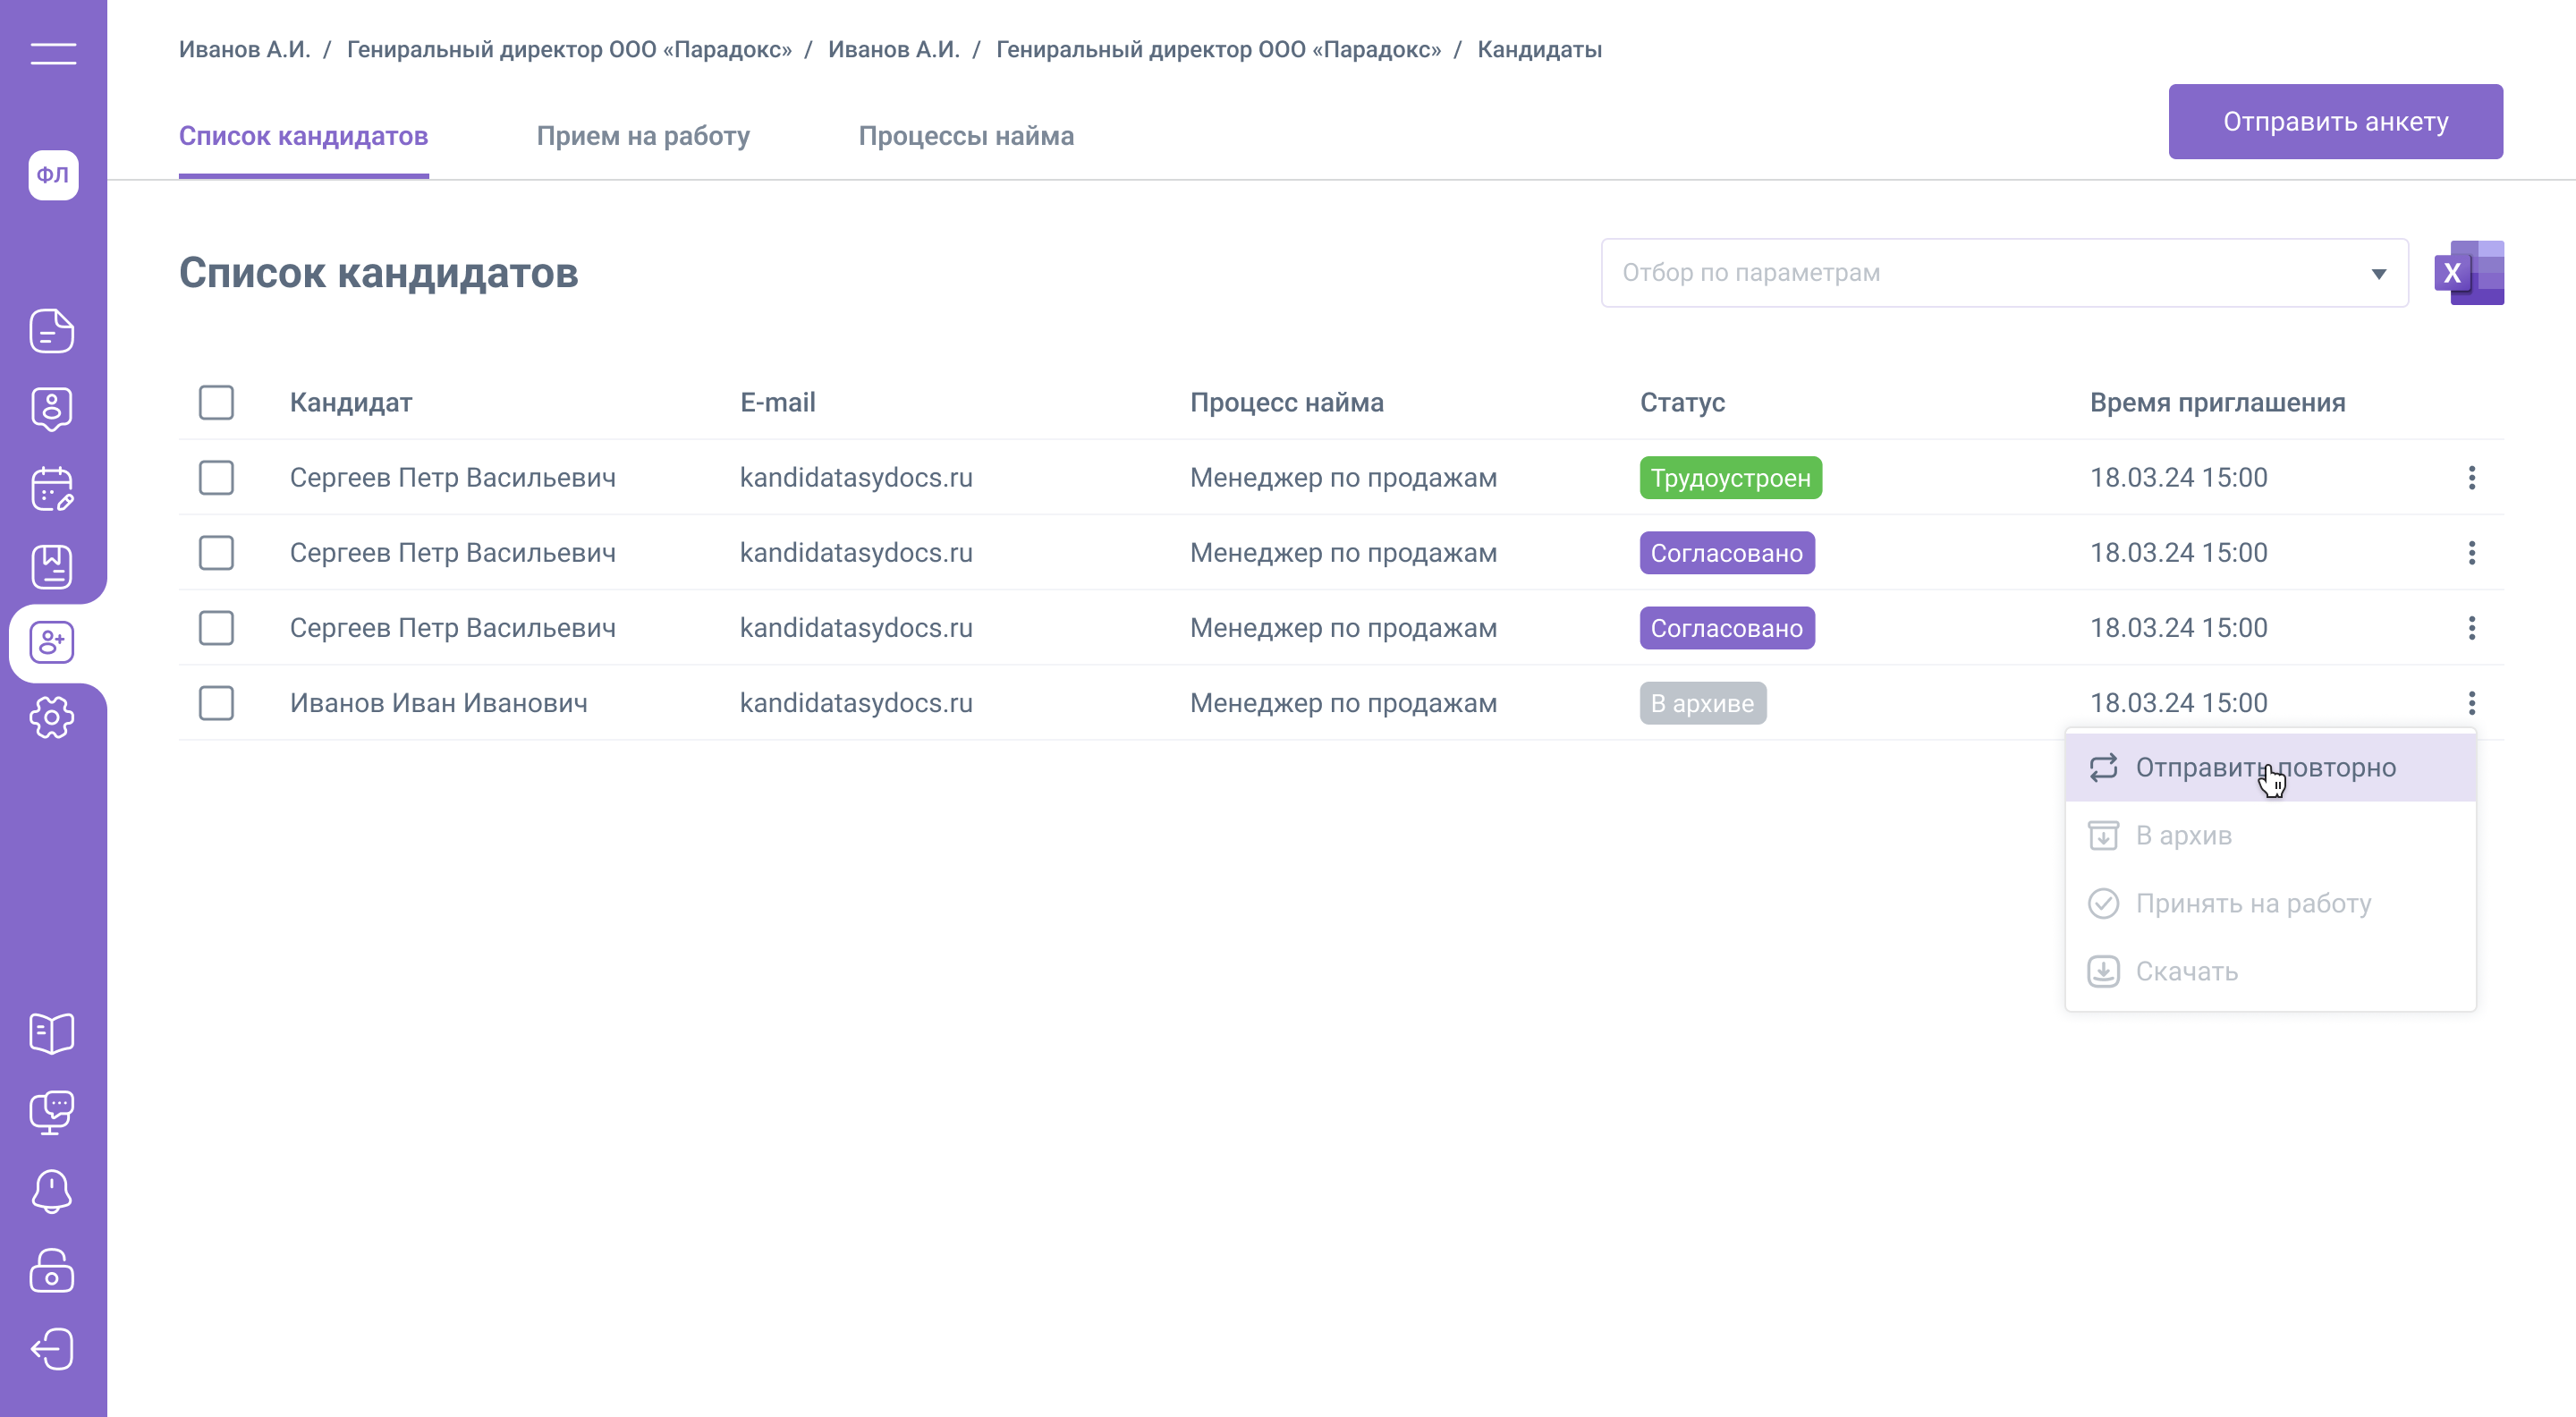 Иванов А.И. / Гениральный директор ООО «Парадокс» / Иванов А.И. / Гениральный директор ООО «Парадокс» / Кандидаты
Список кандидатов Прием на работу Процессы найма Отправить анкету
ФЛ
Список кандидатов Отбор по параметрам X
Кандидат E-mail Процесс найма Статус Время приглашения
Сергеев Петр Васильевич kandidatasydocs.ru Менеджер по продажам Трудоустроен 18.03.24 15:00
Сергеев Петр Васильевич kandidatasydocs.ru Менеджер по продажам Согласовано 18.03.24 15:00
Сергеев Петр Васильевич kandidatasydocs.ru Менеджер по продажам Согласовано 18.03.24 15:00
Иванов Иван Иванович kandidatasydocs.ru Менеджер по продажам В архиве 18.03.24 15:00
Отправить повторно
В архив
Принять на работу
Скачать